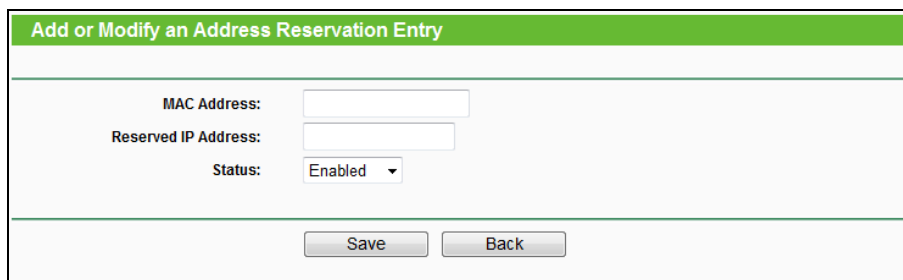 Add or Modify an Address Reservation Entry
MAC Address:
Reserved IP Address:
Status: Enabled
Save Back